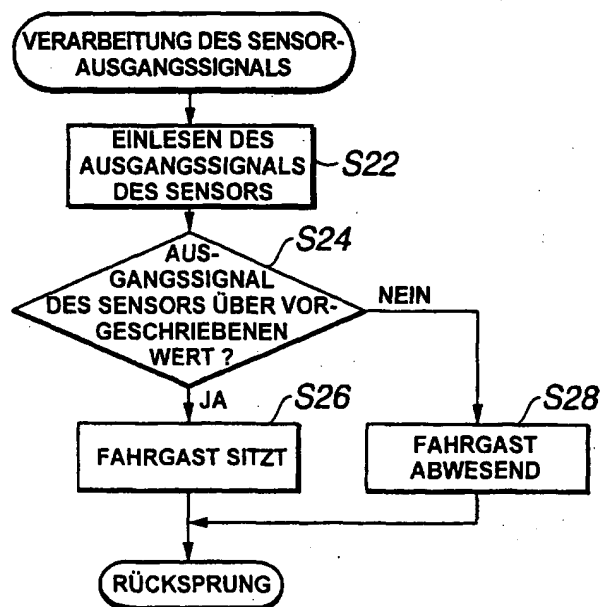 VERARBEITUNG DES SENSOR-
AUSGANGSSIGNALS
EINLESEN DES
AUSGANGSSIGNALS
DES SENSORS
S22
AUS-
GANGSSIGNAL
DES SENSORS ÜBER VOR-
GESCHRIEBENEN
WERT ?
S24
NEIN
JA
FAHRGAST SITZT
S26
FAHRGAST
ABWESEND
S28
RÜCKSPRUNG